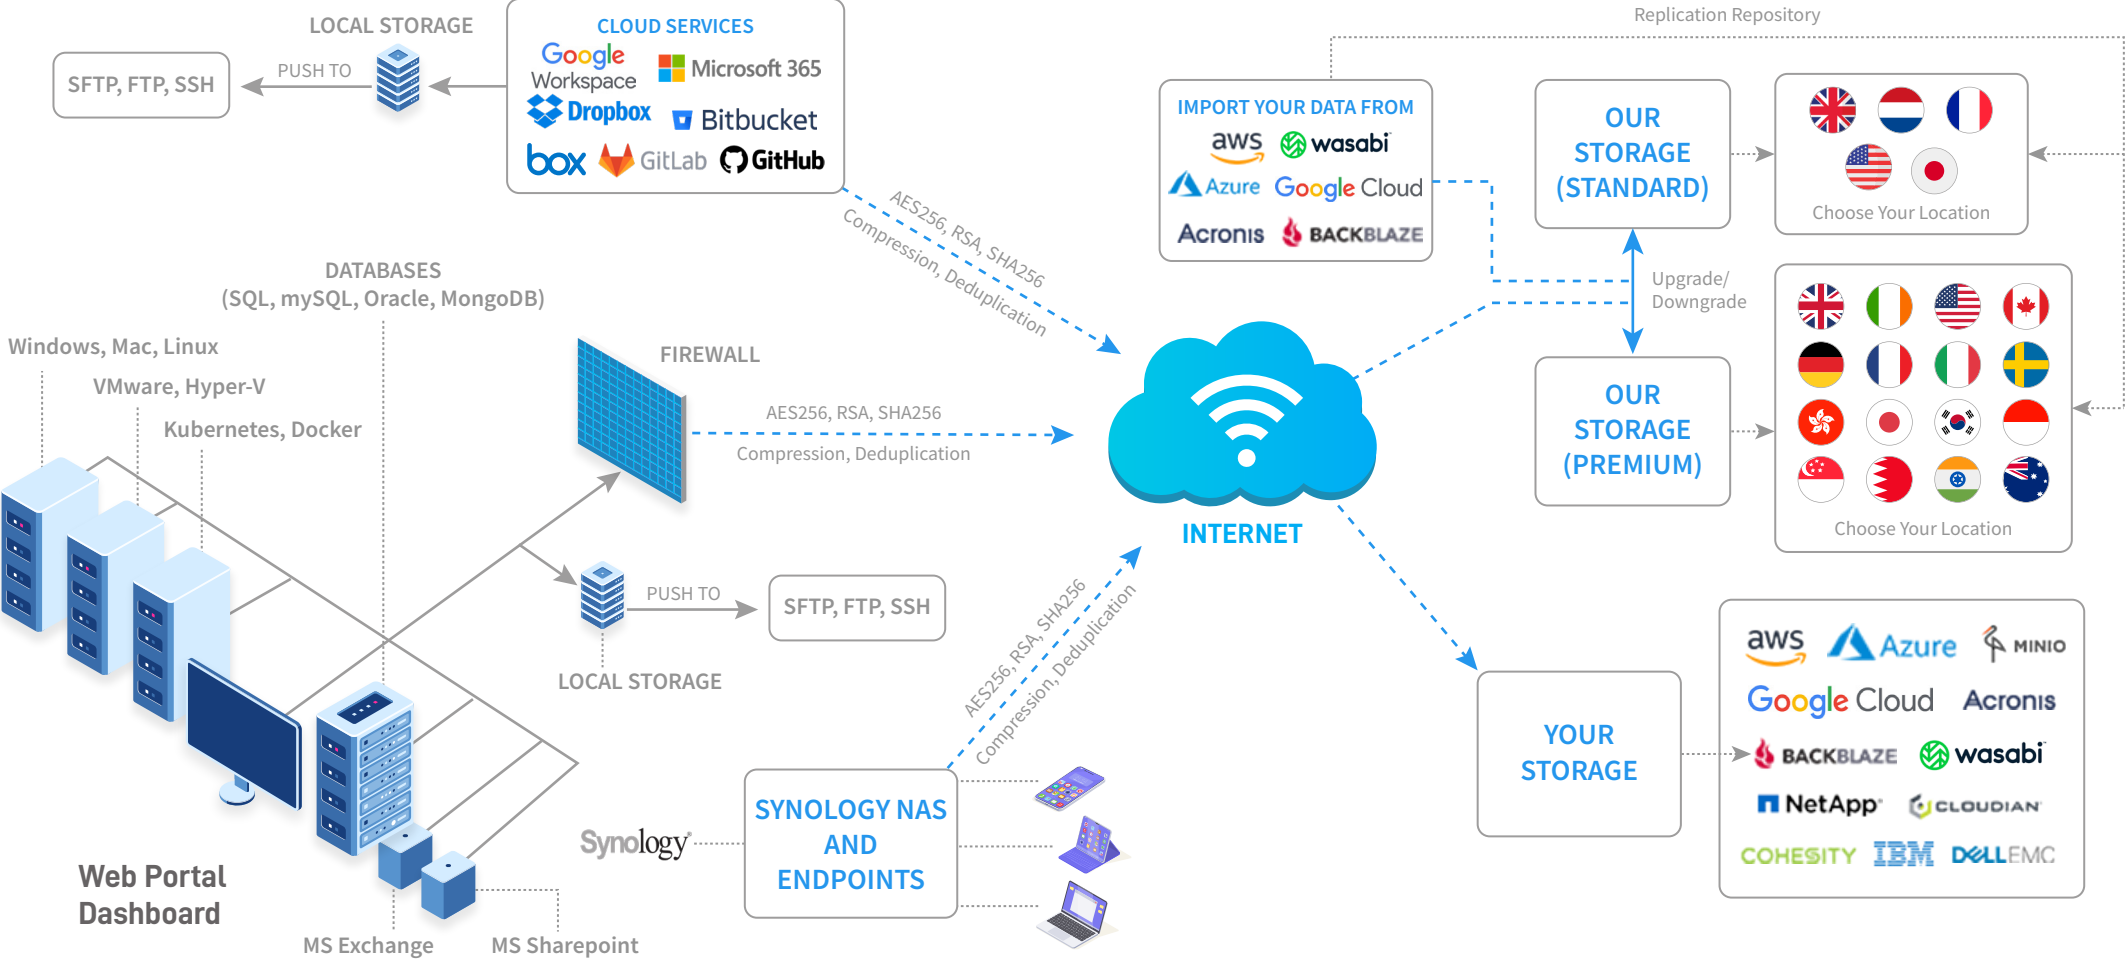 Replication Repository
LOCAL STORAGE
SFTP, FTP, SSH
PUSH TO
CLOUD SERVICES
Google
Workspace
Microsoft 365
Dropbox
Bitbucket
box
GitLab
GitHub
IMPORT YOUR DATA FROM
aws
wasabi
Azure
Google Cloud
Acronis
BACKBLAZE
OUR
STORAGE
(STANDARD)
Choose Your Location
AES256, RSA, SHA256
Compression, Deduplication
Upgrade/
Downgrade
DATABASES
(SQL, mySQL, Oracle, MongoDB)
Windows, Mac, Linux
VMware, Hyper-V
Kubernetes, Docker
FIREWALL
AES256, RSA, SHA256
Compression, Deduplication
OUR
STORAGE
(PREMIUM)
Choose Your Location
INTERNET
PUSH TO
SFTP, FTP, SSH
LOCAL STORAGE
AES256, RSA, SHA256
Compression, Deduplication
YOUR
STORAGE
aws
Azure
MINIO
Google Cloud
Acronis
BACKBLAZE
wasabi
NetApp
CLOUDIAN
COHESITY
IBM
DELLEMC
Synology
SYNOLOGY NAS
AND
ENDPOINTS
Web Portal
Dashboard
MS Exchange
MS Sharepoint